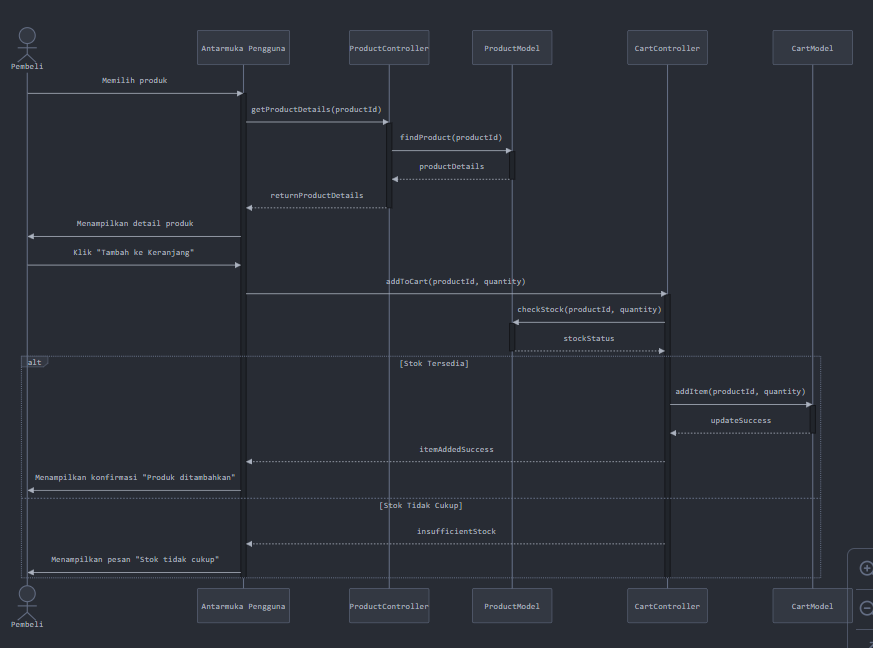 Antarmuka Pengguna
ProductController
ProductModel
CartController
CartModel
Pembeli
Memilih produk
getProductDetails(productId)
findProduct(productId)
productDetails
returnProductDetails
Menampilkan detail produk
Klik "Tambah ke Keranjang"
addToCart(productId, quantity)
checkStock(productId, quantity)
stockStatus
alt
[Stok Tersedia]
addItem(productId, quantity)
updateSuccess
itemAddedSuccess
Menampilkan konfirmasi "Produk ditambahkan"
[Stok Tidak Cukup]
insufficientStock
Menampilkan pesan "Stok tidak cukup"
Antarmuka Pengguna
ProductController
ProductModel
CartController
CartModel
Pembeli